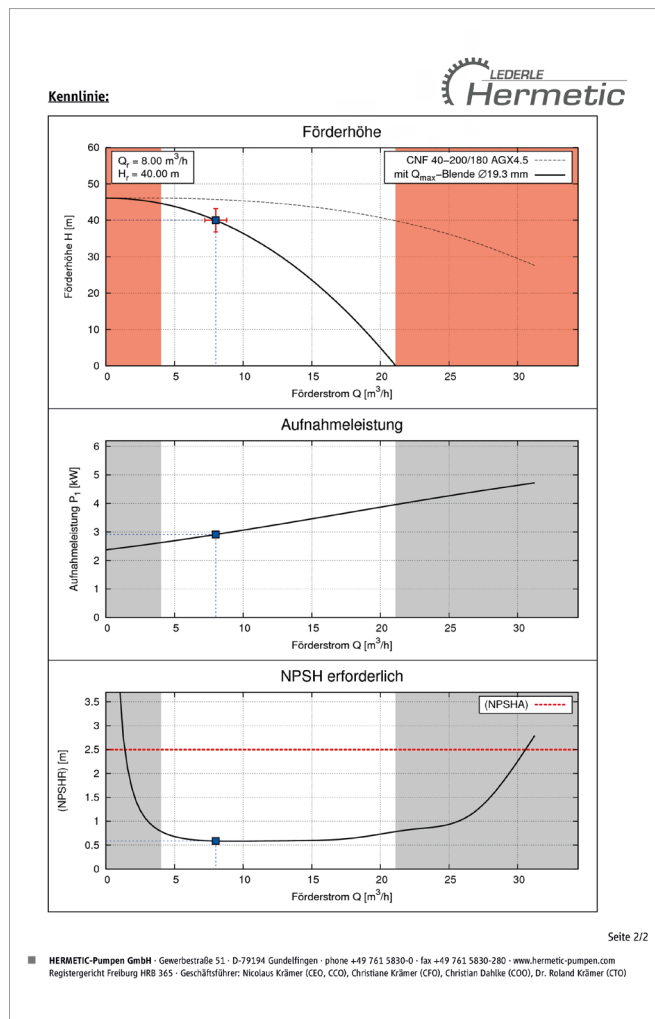 LEDERLE
Hermetic
Kennlinie:
Förderhöhe
Qr = 8.00 m³/h
Hr = 40.00 m
CNF 40–200/180 AGX4.5
mit Qmax–Blende Ø19.3 mm
60
50
40
30
20
10
0
Förderhöhe H [m]
0 5 10 15 20 25 30
Förderstrom Q [m³/h]
Aufnahmeleistung
6
5
4
3
2
1
0
Aufnahmeleistung P₁ [kW]
0 5 10 15 20 25 30
Förderstrom Q [m³/h]
NPSH erforderlich
(NPSHA)
3.5
3
2.5
2
1.5
1
0.5
0
(NPSHR) [m]
0 5 10 15 20 25 30
Förderstrom Q [m³/h]
Seite 2/2
HERMETIC-Pumpen GmbH · Gewerbestraße 51 · D-79194 Gundelfingen · phone +49 761 5830-0 · fax +49 761 5830-280 · www.hermetic-pumpen.com
Registergericht Freiburg HRB 365 · Geschäftsführer: Nicolaus Krämer (CEO, CCO), Christiane Krämer (CFO), Christian Dahlke (COO), Dr. Roland Krämer (CTO)